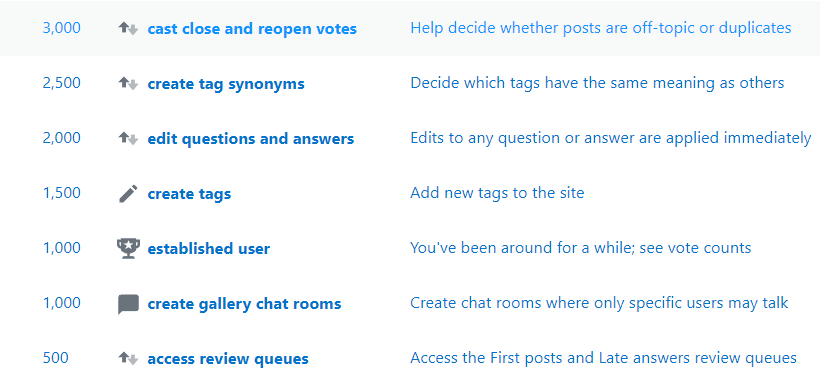 3,000 cast close and reopen votes Help decide whether posts are off-topic or duplicates
2,500 create tag synonyms Decide which tags have the same meaning as others
2,000 edit questions and answers Edits to any question or answer are applied immediately
1,500 create tags Add new tags to the site
1,000 established user You've been around for a while; see vote counts
1,000 create gallery chat rooms Create chat rooms where only specific users may talk
500 access review queues Access the First posts and Late answers review queues